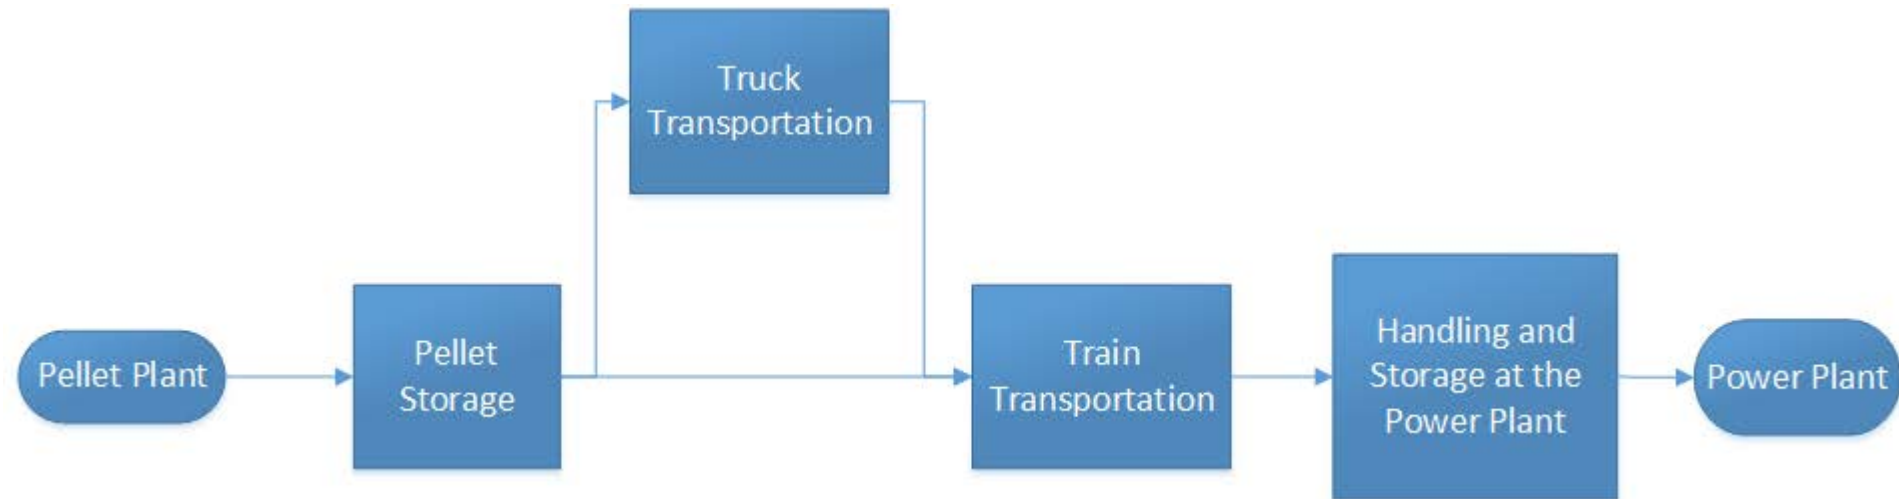 Truck
Transportation
Pellet Plant
Pellet
Storage
Train
Transportation
Handling and
Storage at the
Power Plant
Power Plant